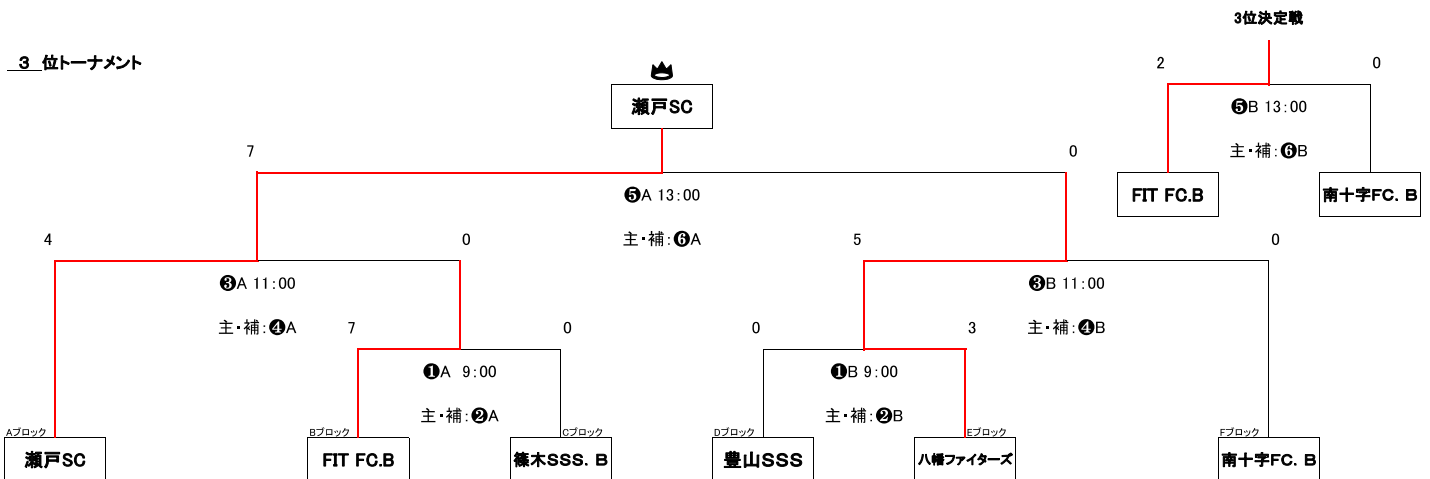 3位決定戦
３ 位トーナメント
2
0
瀬戸SC
❺B 13:00
7
0
主・補:❻B
❺A 13:00
FIT FC.B
南十字FC. B
4
0
主・補:❻A
5
0
❸A 11:00
❸B 11:00
主・補:❹A
7
0
0
3
主・補:❹B
❶A 9:00
❶B 9:00
主・補:❷A
主・補:❷B
Aブロック
Bブロック
Cブロック
Dブロック
Eブロック
Fブロック
瀬戸SC
FIT FC.B
篠木SSS. B
豊山SSS
八幡ファイターズ
南十字FC. B